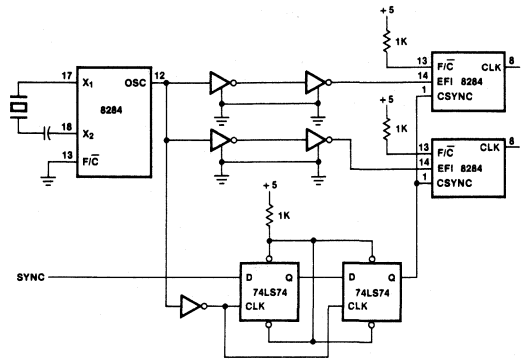 +5
1K
13 F/C̅ CLK 8
14 EFI 8284
1 CSYNC
17 X1 OSC 12
8284
18 X2
13 F/C̅
+5
1K
13 F/C̅ CLK 8
14 EFI 8284
1 CSYNC
+5
1K
SYNC
D Q
74LS74
CLK
D Q
74LS74
CLK